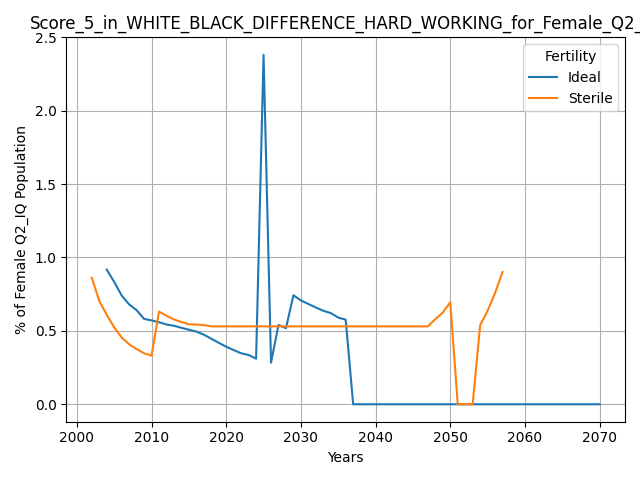 Score_5_in_WHITE_BLACK_DIFFERENCE_HARD_WORKING_for_Female_Q2_
Fertility
Ideal
Sterile
% of Female Q2_IQ Population
2.5
2.0
1.5
1.0
0.5
0.0
2000 2010 2020 2030 2040 2050 2060 2070
Years